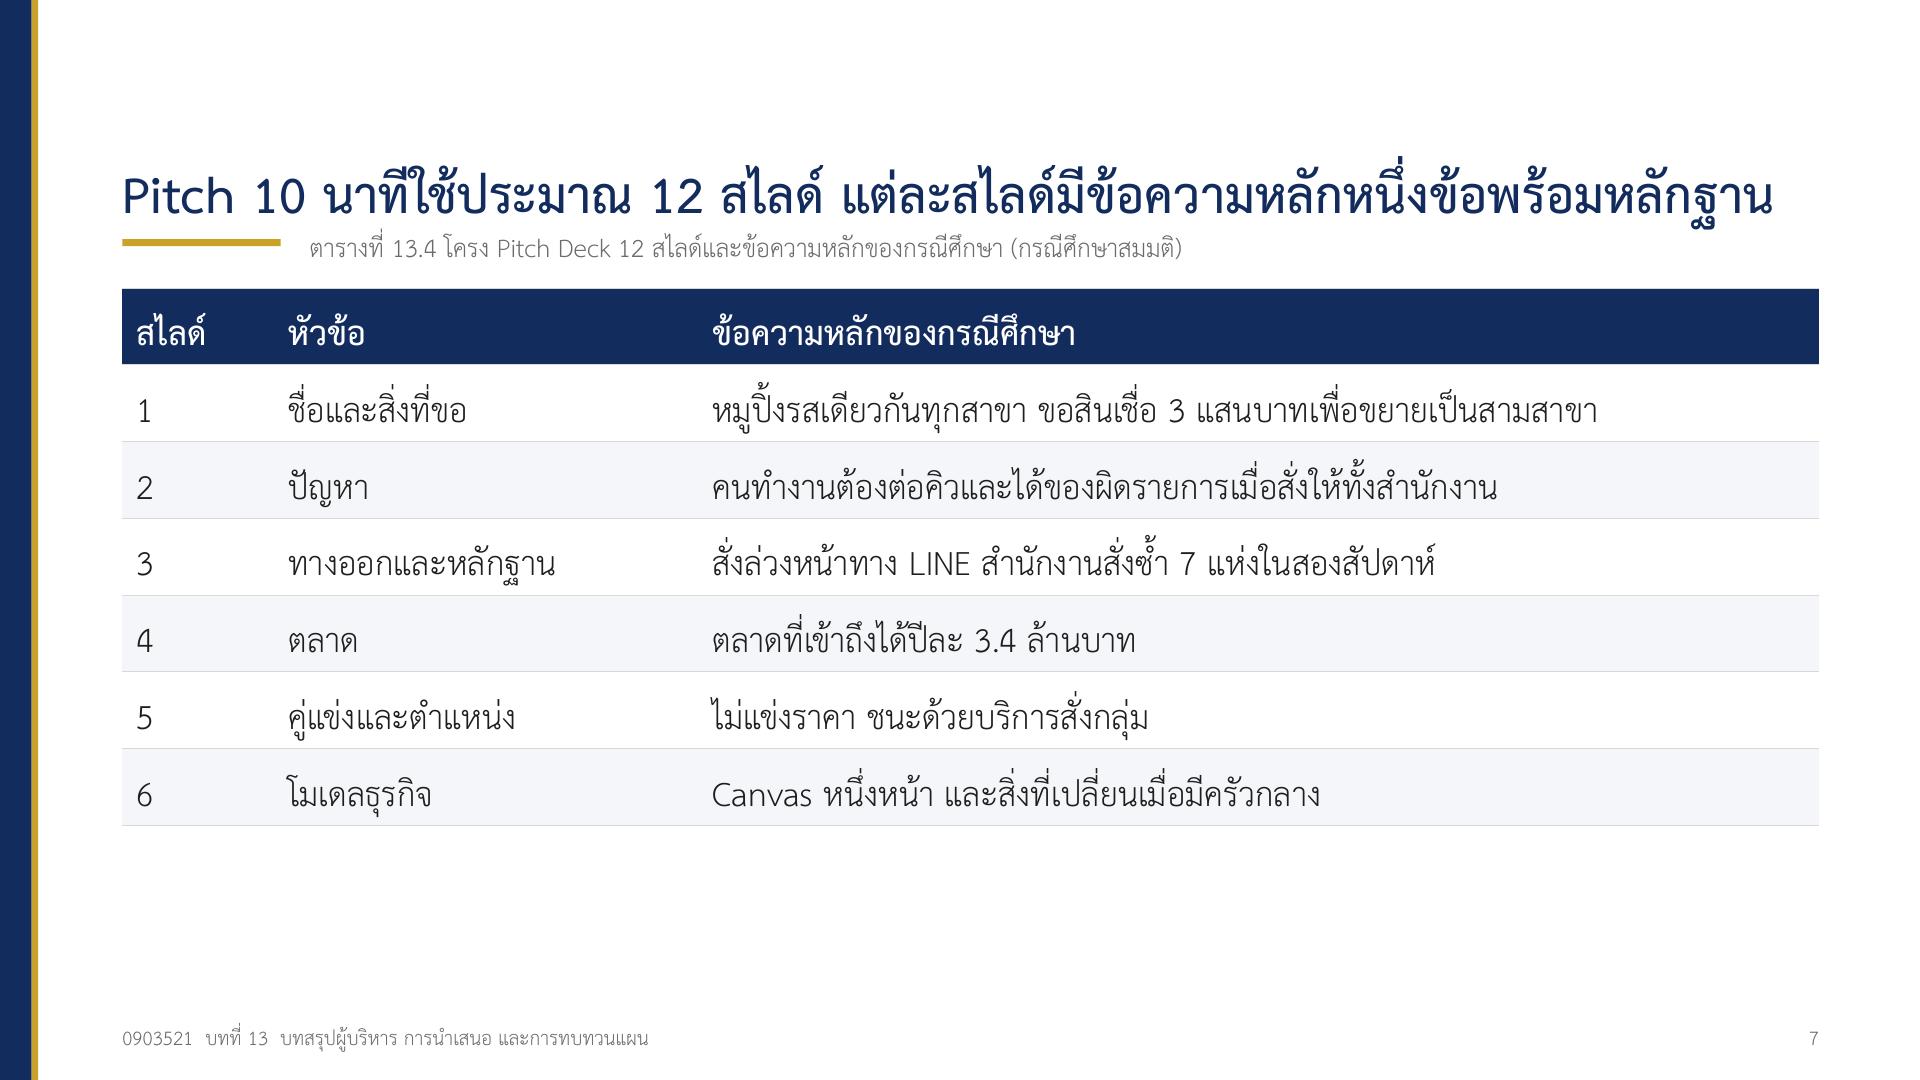 Pitch 10 นาทีใช้ประมาณ 12 สไลด์ แต่ละสไลด์มีข้อความหลักหนึ่งข้อพร้อมหลักฐาน
ตารางที่ 13.4 โครง Pitch Deck 12 สไลด์และข้อความหลักของกรณีศึกษา (กรณีศึกษาสมมติ)
สไลด์ หัวข้อ ข้อความหลักของกรณีศึกษา
1 ชื่อและสิ่งที่ขอ หมูปิ้งรสเดียวกันทุกสาขา ขอสินเชื่อ 3 แสนบาทเพื่อขยายเป็นสามสาขา
2 ปัญหา คนทำงานต้องต่อคิวและได้ของผิดรายการเมื่อสั่งให้ทั้งสำนักงาน
3 ทางออกและหลักฐาน สั่งล่วงหน้าทาง LINE สำนักงานสั่งซ้ำ 7 แห่งในสองสัปดาห์
4 ตลาด ตลาดที่เข้าถึงได้ปีละ 3.4 ล้านบาท
5 คู่แข่งและตำแหน่ง ไม่แข่งราคา ชนะด้วยบริการสั่งกลุ่ม
6 โมเดลธุรกิจ Canvas หนึ่งหน้า และสิ่งที่เปลี่ยนเมื่อมีครัวกลาง
0903521 บทที่ 13 บทสรุปผู้บริหาร การนำเสนอ และการทบทวนแผน 7